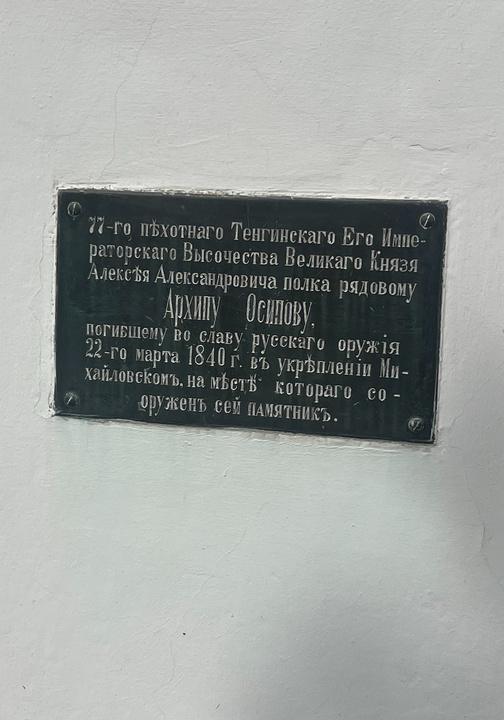 77-го пѣхотнаго Тенгинскаго Его Импе-
раторскаго Высочества Великаго Князя
Алексѣя Александровича полка рядовому
Архипу Осипову,
погибшему во славу русскаго оружія
22-го марта 1840 г. въ укрѣпленіи Ми-
хайловскомъ, на мѣстѣ котораго со-
оруженъ сей памятникъ.